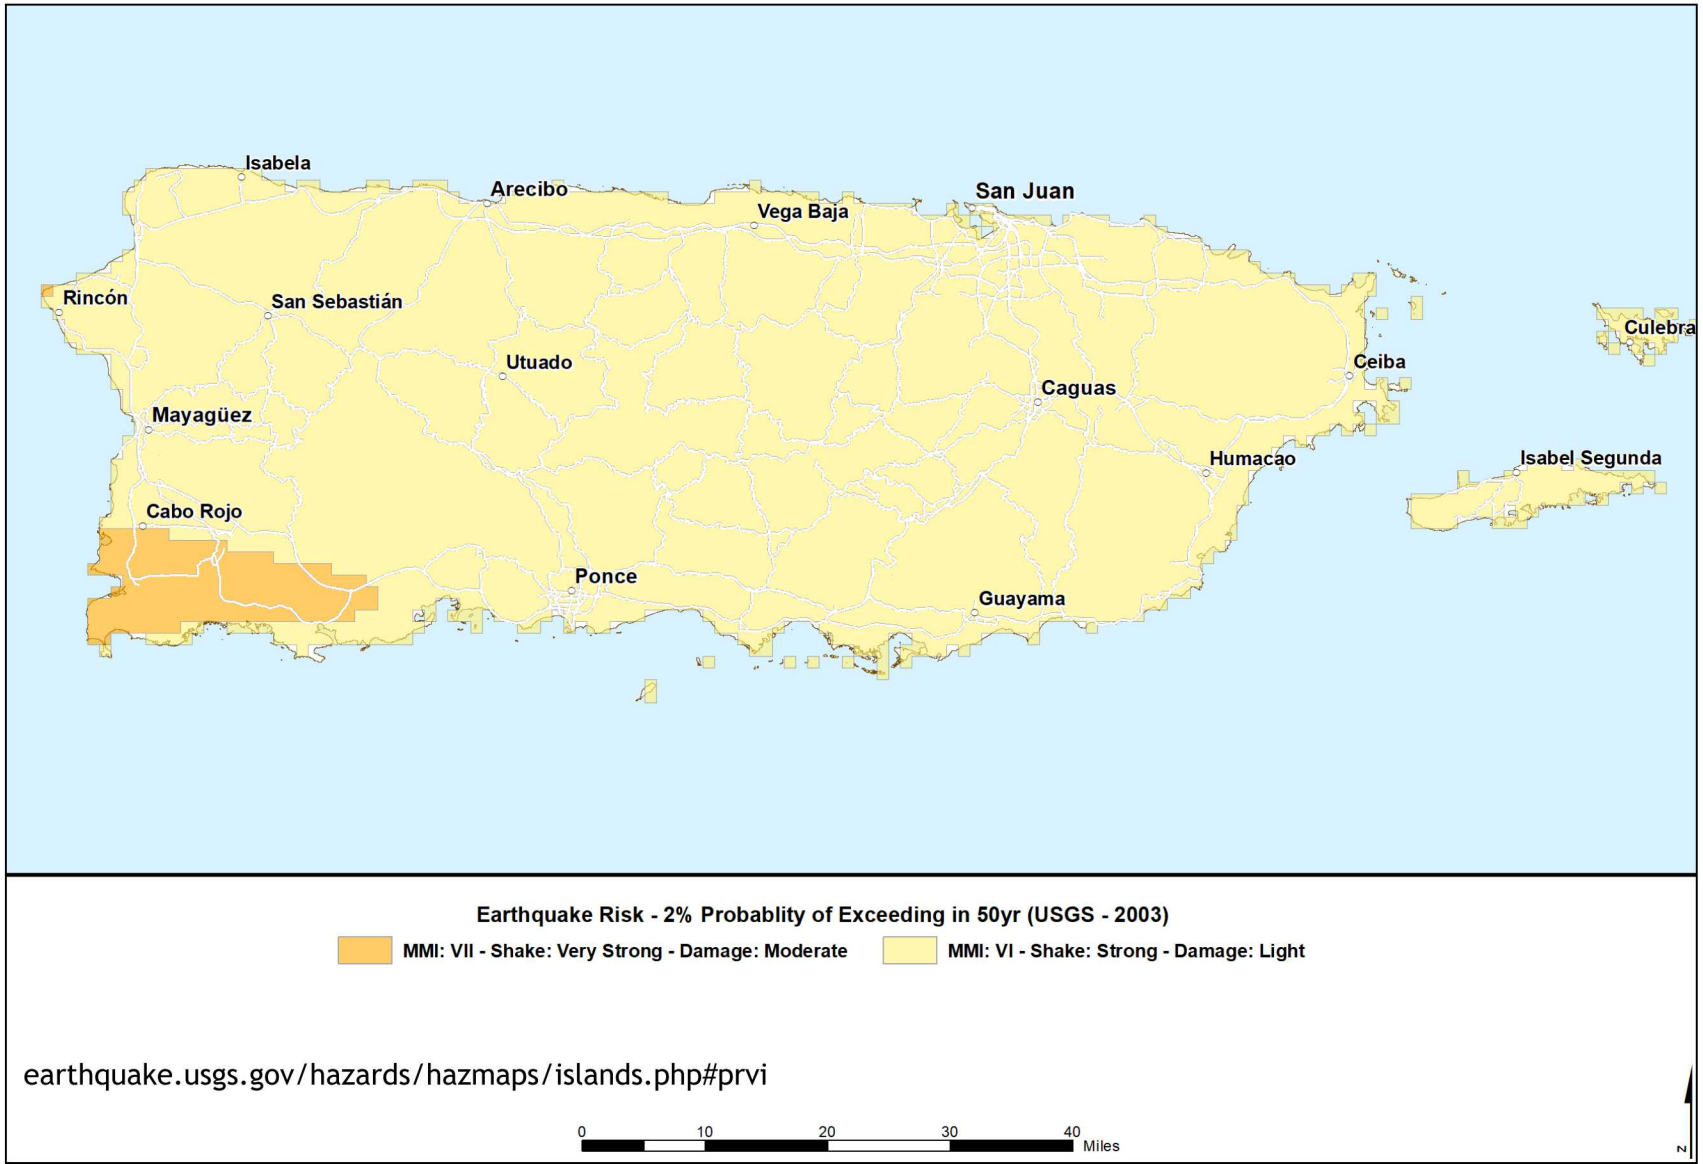 Isabela
Arecibo
San Juan
Vega Baja
Rincón
San Sebastián
Culebra
Utuado
Ceiba
Caguas
Mayagüez
Humacao
Isabel Segunda
Cabo Rojo
Ponce
Guayama
Earthquake Risk - 2% Probablity of Exceeding in 50yr (USGS - 2003)
MMI: VII - Shake: Very Strong - Damage: Moderate
MMI: VI - Shake: Strong - Damage: Light
earthquake.usgs.gov/hazards/hazmaps/islands.php#prvi
0 10 20 30 40
Miles
N